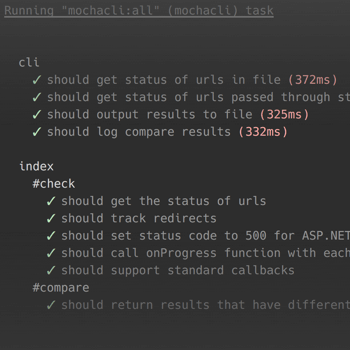 Running "mochacli:all" (mochacli) task
cli
✓ should get status of urls in file (372ms)
✓ should get status of urls passed through st
✓ should output results to file (325ms)
✓ should log compare results (332ms)
index
#check
✓ should get the status of urls
✓ should track redirects
✓ should set status code to 500 for ASP.NET
✓ should call onProgress function with each
✓ should support standard callbacks
#compare
✓ should return results that have different